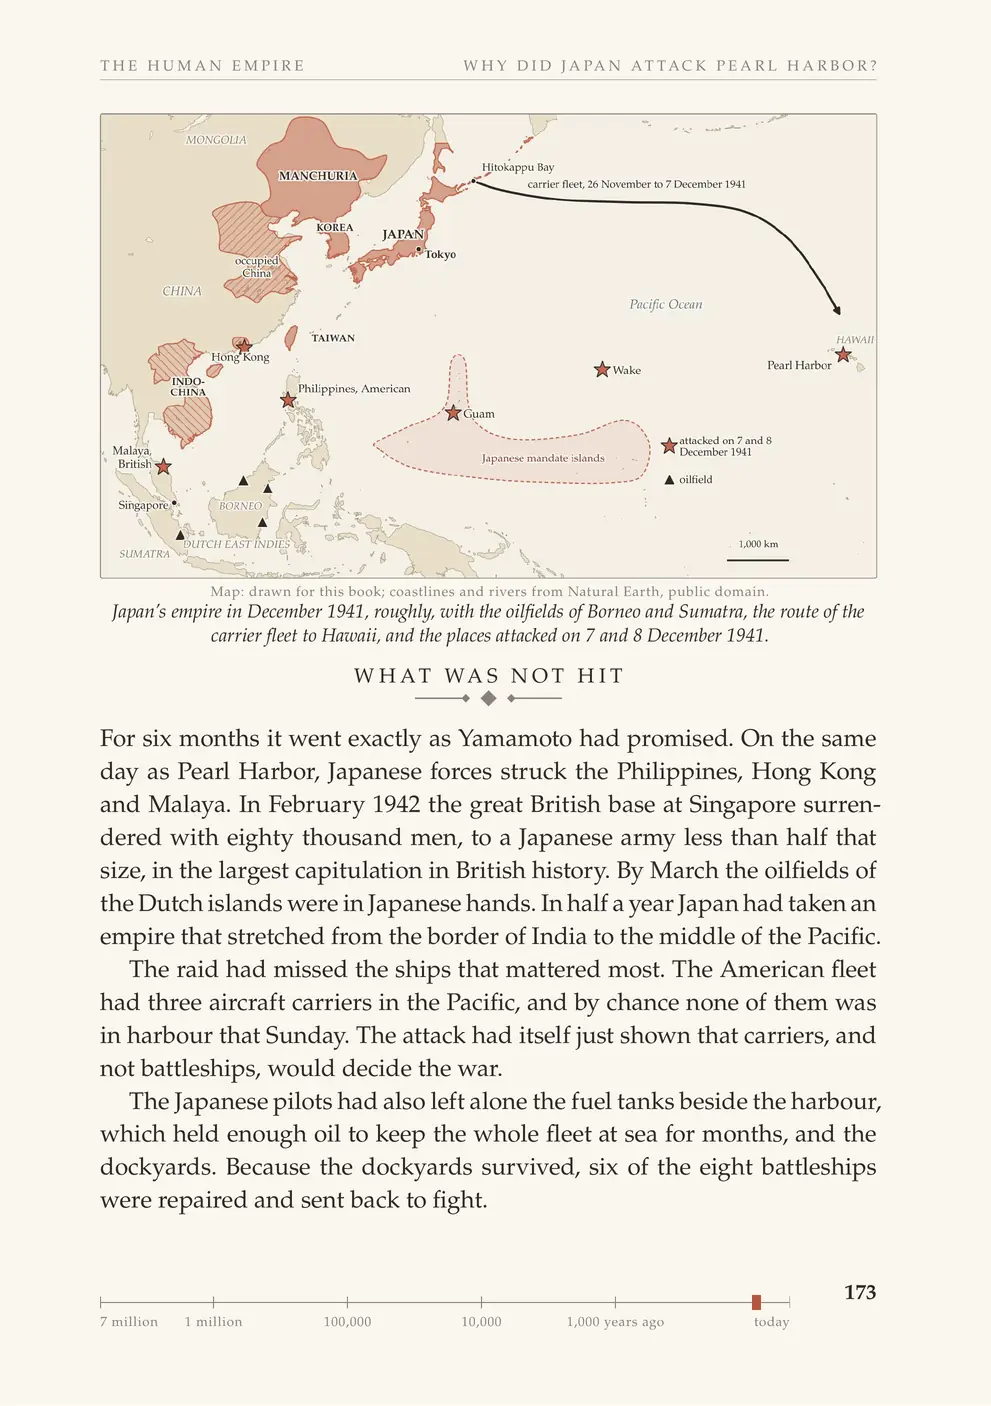 THE HUMAN EMPIRE
WHY DID JAPAN ATTACK PEARL HARBOR?
MONGOLIA
MANCHURIA
Hitokappu Bay
carrier fleet, 26 November to 7 December 1941
KOREA
JAPAN
Tokyo
occupied
China
CHINA
Pacific Ocean
TAIWAN
HAWAII
Hong Kong
Pearl Harbor
Wake
INDO-
CHINA
Philippines, American
Guam
attacked on 7 and 8
December 1941
Malaya,
British
Japanese mandate islands
oilfield
Singapore
BORNEO
DUTCH EAST INDIES
SUMATRA
1,000 km
Map: drawn for this book; coastlines and rivers from Natural Earth, public domain.
Japan's empire in December 1941, roughly, with the oilfields of Borneo and Sumatra, the route of the
carrier fleet to Hawaii, and the places attacked on 7 and 8 December 1941.
WHAT WAS NOT HIT
For six months it went exactly as Yamamoto had promised. On the same
day as Pearl Harbor, Japanese forces struck the Philippines, Hong Kong
and Malaya. In February 1942 the great British base at Singapore surren-
dered with eighty thousand men, to a Japanese army less than half that
size, in the largest capitulation in British history. By March the oilfields of
the Dutch islands were in Japanese hands. In half a year Japan had taken an
empire that stretched from the border of India to the middle of the Pacific.
The raid had missed the ships that mattered most. The American fleet
had three aircraft carriers in the Pacific, and by chance none of them was
in harbour that Sunday. The attack had itself just shown that carriers, and
not battleships, would decide the war.
The Japanese pilots had also left alone the fuel tanks beside the harbour,
which held enough oil to keep the whole fleet at sea for months, and the
dockyards. Because the dockyards survived, six of the eight battleships
were repaired and sent back to fight.
173
7 million
1 million
100,000
10,000
1,000 years ago
today